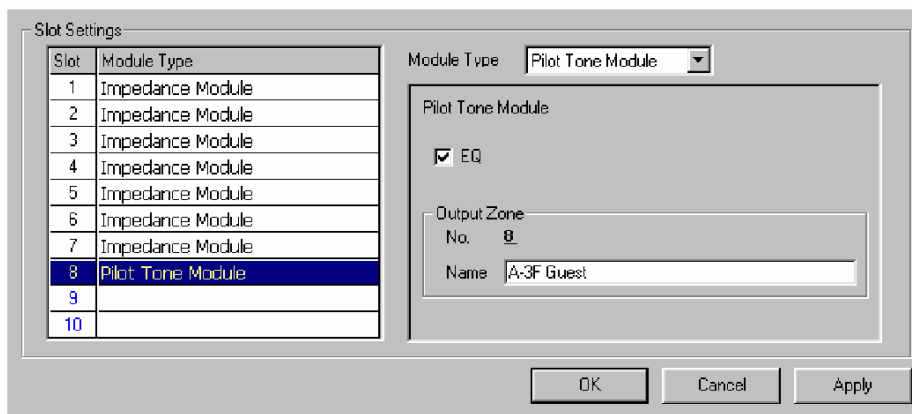 Slot Settings
Slot Module Type
1 Impedance Module
2 Impedance Module
3 Impedance Module
4 Impedance Module
5 Impedance Module
6 Impedance Module
7 Impedance Module
8 Pilot Tone Module
9
10
Module Type Pilot Tone Module
Pilot Tone Module
EQ
Output Zone
No. 8
Name A-3F Guest
OK Cancel Apply